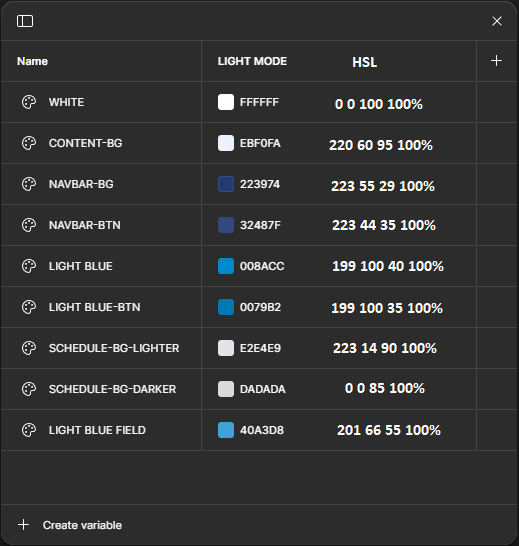 Name LIGHT MODE HSL
WHITE FFFFFF 0 0 100 100%
CONTENT-BG EBF0FA 220 60 95 100%
NAVBAR-BG 223974 223 55 29 100%
NAVBAR-BTN 32487F 223 44 35 100%
LIGHT BLUE 008ACC 199 100 40 100%
LIGHT BLUE-BTN 0079B2 199 100 35 100%
SCHEDULE-BG-LIGHTER E2E4E9 223 14 90 100%
SCHEDULE-BG-DARKER DADADA 0 0 85 100%
LIGHT BLUE FIELD 40A3D8 201 66 55 100%
Create variable